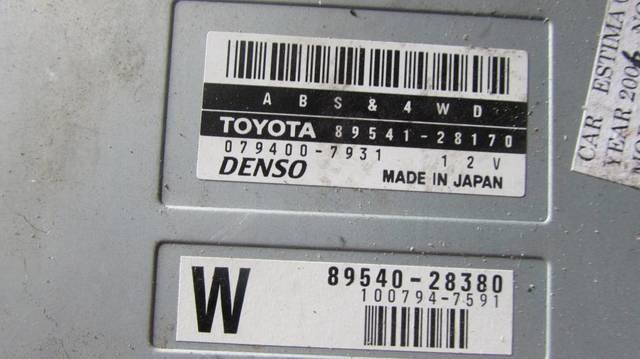 ABS&4WD
TOYOTA 89541-28170
079400-7931 12V
DENSO MADE IN JAPAN
W
89540-28380
100794-7591
CAR ESTIMA
YEAR 2006